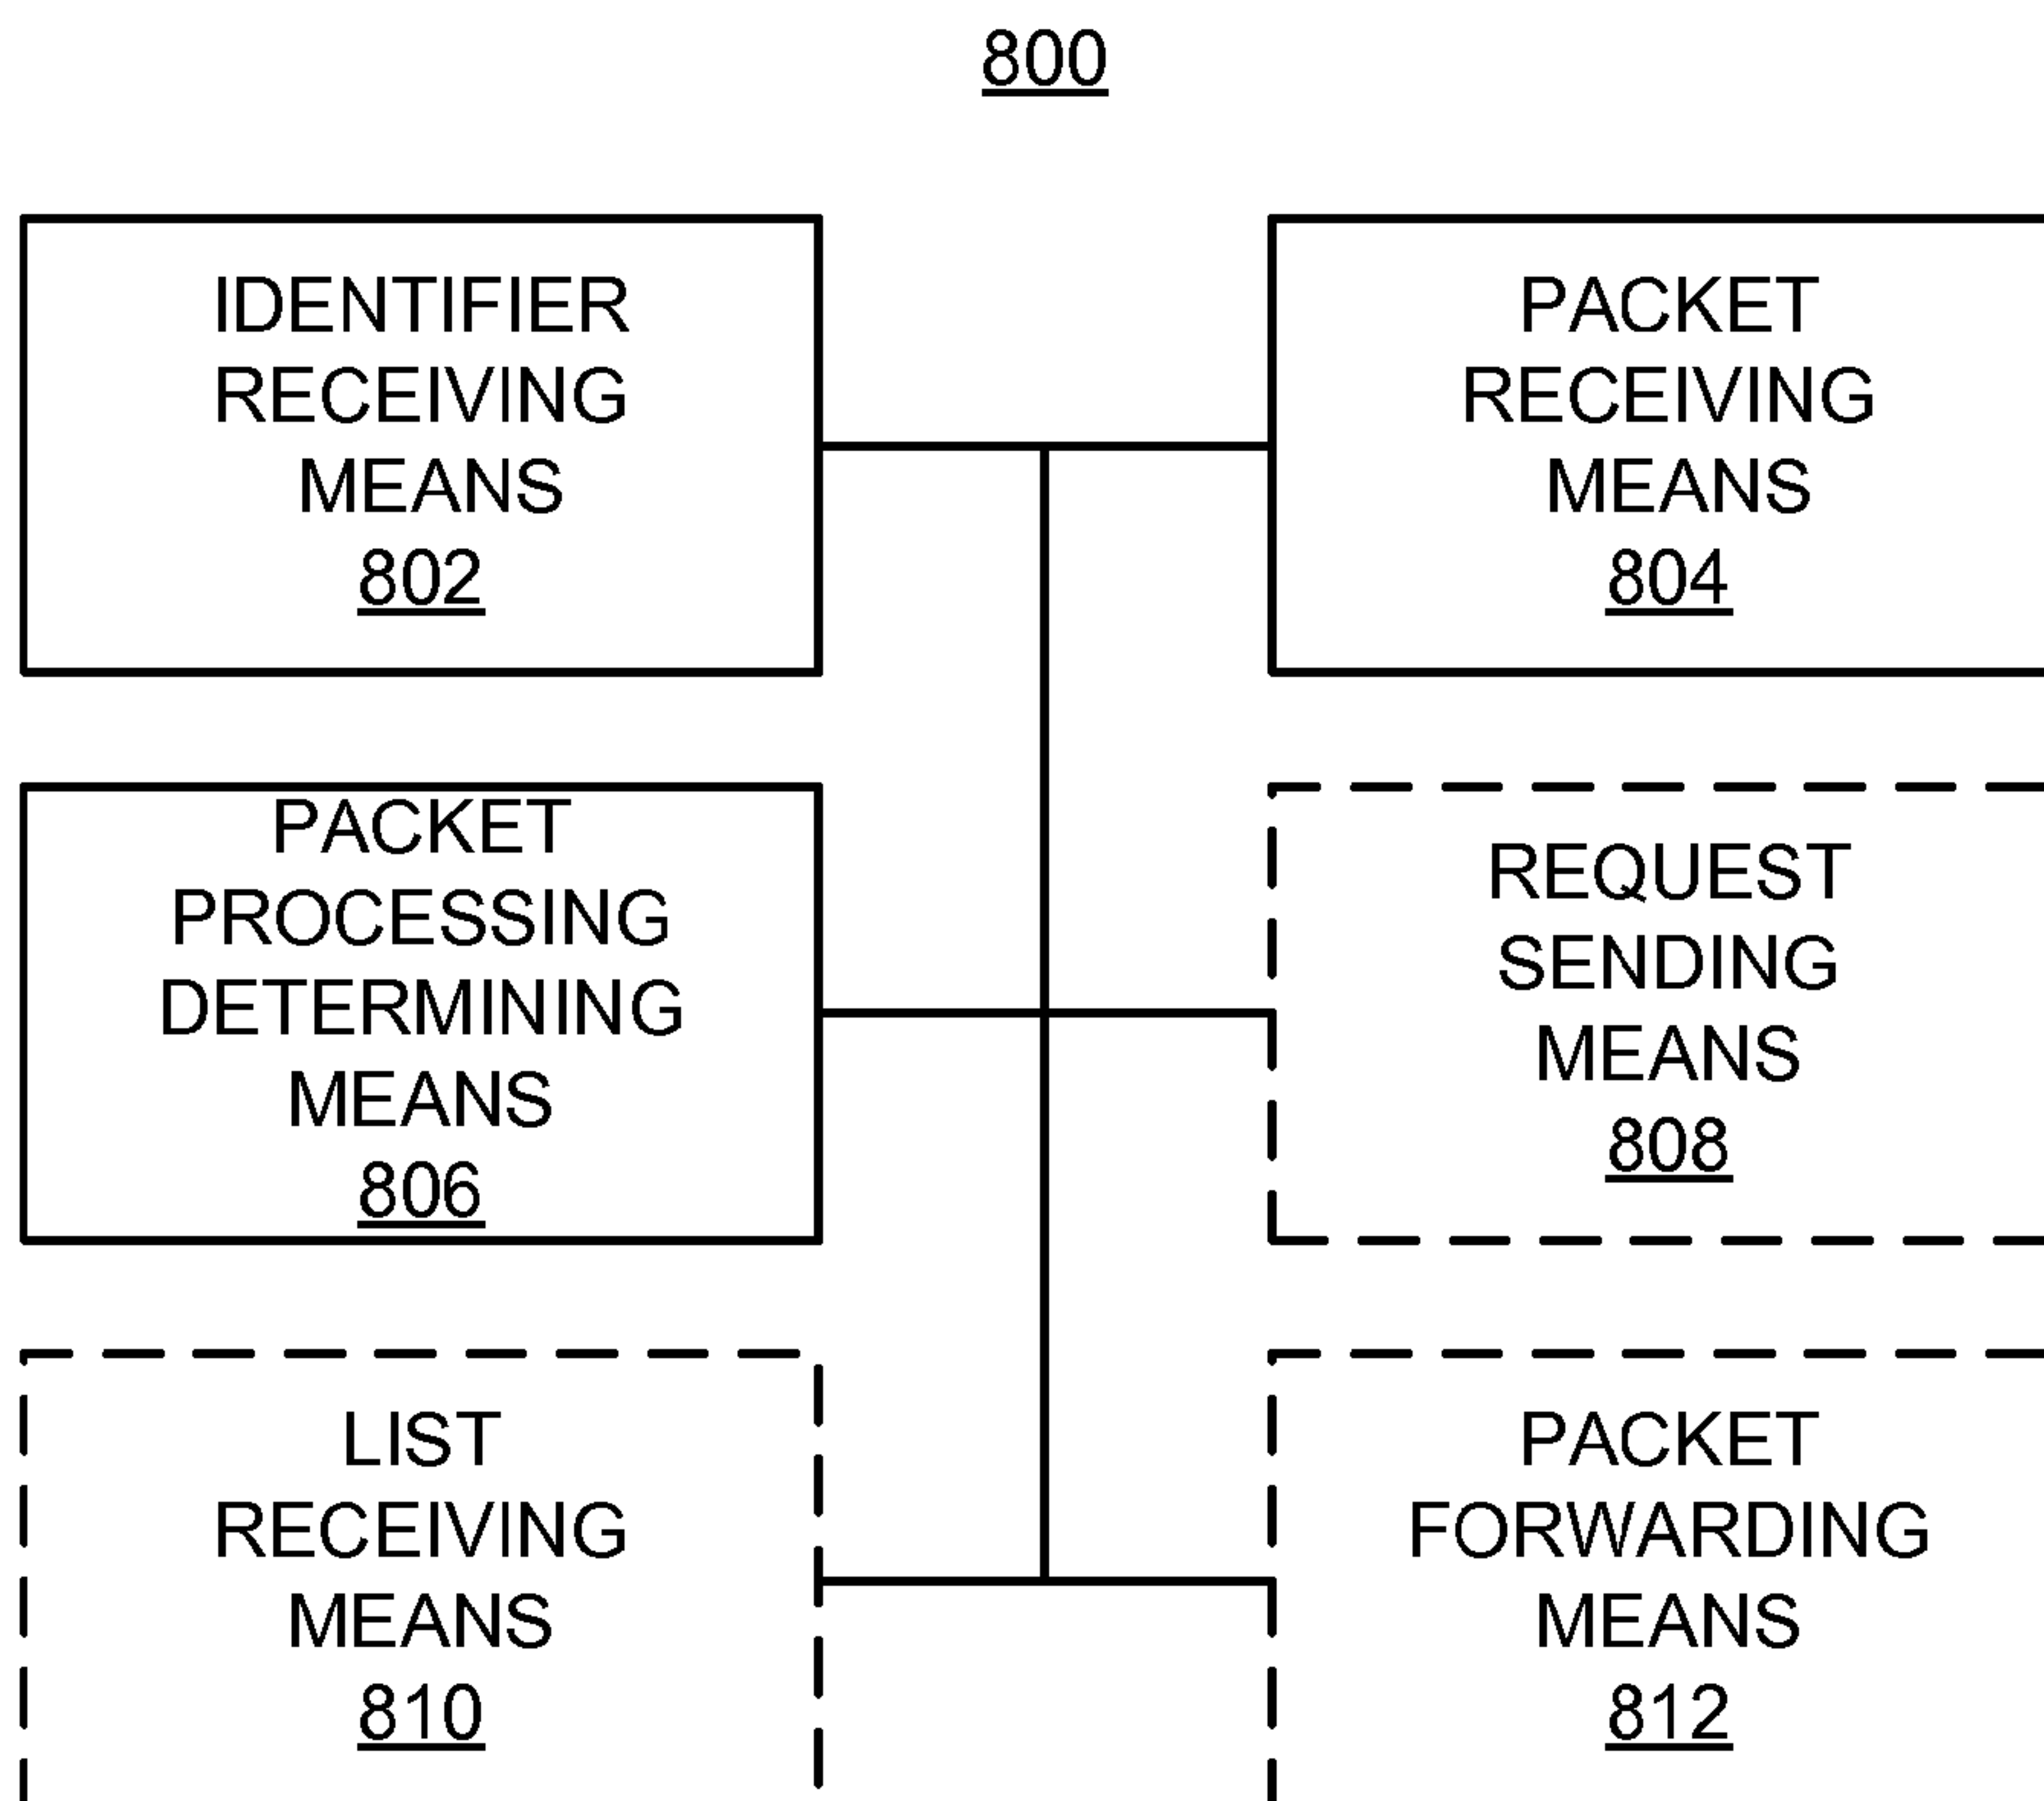 800
IDENTIFIER
RECEIVING
MEANS
802
PACKET
RECEIVING
MEANS
804
PACKET
PROCESSING
DETERMINING
MEANS
806
REQUEST
SENDING
MEANS
808
LIST
RECEIVING
MEANS
810
PACKET
FORWARDING
MEANS
812